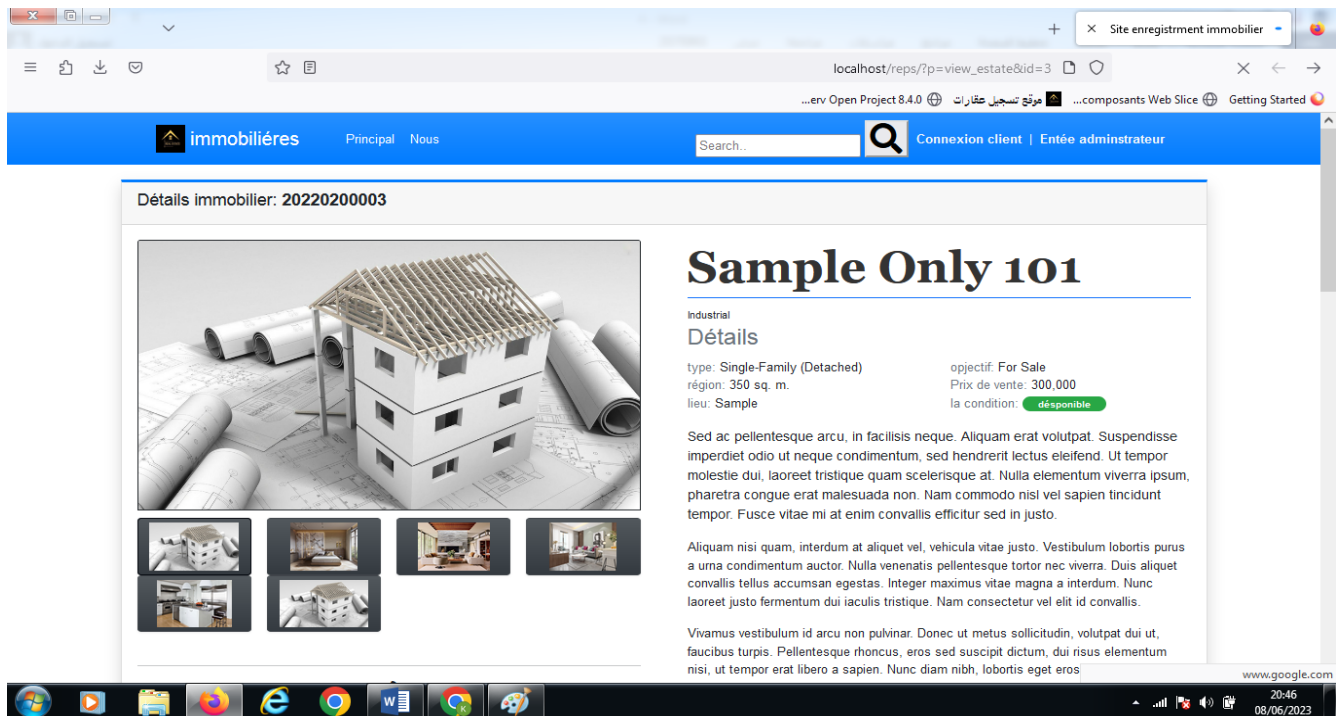 Site enregistrment immobilier
localhost/reps/?p=view_estate&id=3
...erv Open Project 8.4.0 موقع تسجيل عقارات ...composants Web Slice Getting Started
immobiliéres Principal Nous Search.. Connexion client | Entée adminstrateur
Détails immobilier: 20220200003
Sample Only 101
Industrial
Détails
type: Single-Family (Detached) opjectif: For Sale
région: 350 sq. m. Prix de vente: 300,000
lieu: Sample la condition: désponible
Sed ac pellentesque arcu, in facilisis neque. Aliquam erat volutpat. Suspendisse
imperdiet odio ut neque condimentum, sed hendrerit lectus eleifend. Ut tempor
molestie dui, laoreet tristique quam scelerisque at. Nulla elementum viverra ipsum,
pharetra congue erat malesuada non. Nam commodo nisl vel sapien tincidunt
tempor. Fusce vitae mi at enim convallis efficitur sed in justo.
Aliquam nisi quam, interdum at aliquet vel, vehicula vitae justo. Vestibulum lobortis purus
a urna condimentum auctor. Nulla venenatis pellentesque tortor nec viverra. Duis aliquet
convallis tellus accumsan egestas. Integer maximus vitae magna a interdum. Nunc
laoreet justo fermentum dui iaculis tristique. Nam consectetur vel elit id convallis.
Vivamus vestibulum id arcu non pulvinar. Donec ut metus sollicitudin, volutpat dui ut,
faucibus turpis. Pellentesque rhoncus, eros sed suscipit dictum, dui risus elementum
nisi, ut tempor erat libero a sapien. Nunc diam nibh, lobortis eget eros
www.google.com
20:46
08/06/2023